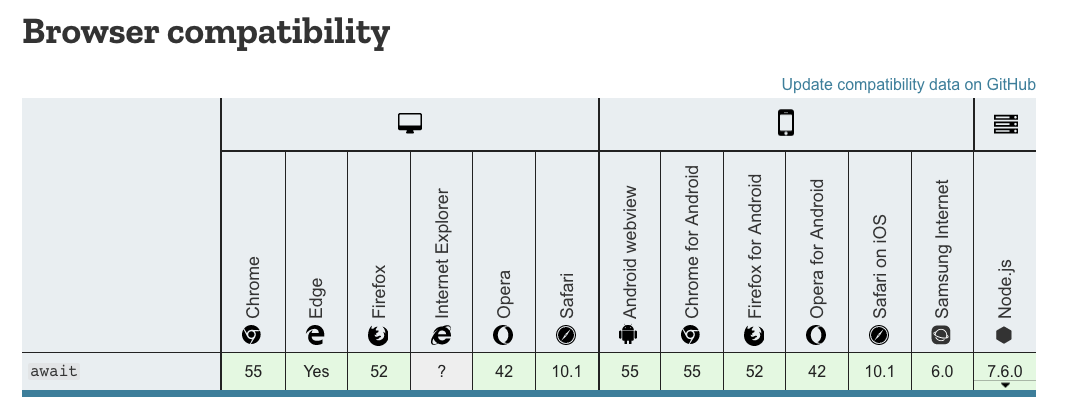 Browser compatibility
Update compatibility data on GitHub
Chrome
Edge
Firefox
Internet Explorer
Opera
Safari
Android webview
Chrome for Android
Firefox for Android
Opera for Android
Safari on iOS
Samsung Internet
Node.js
await 55 Yes 52 ? 42 10.1 55 55 52 42 10.1 6.0 7.6.0